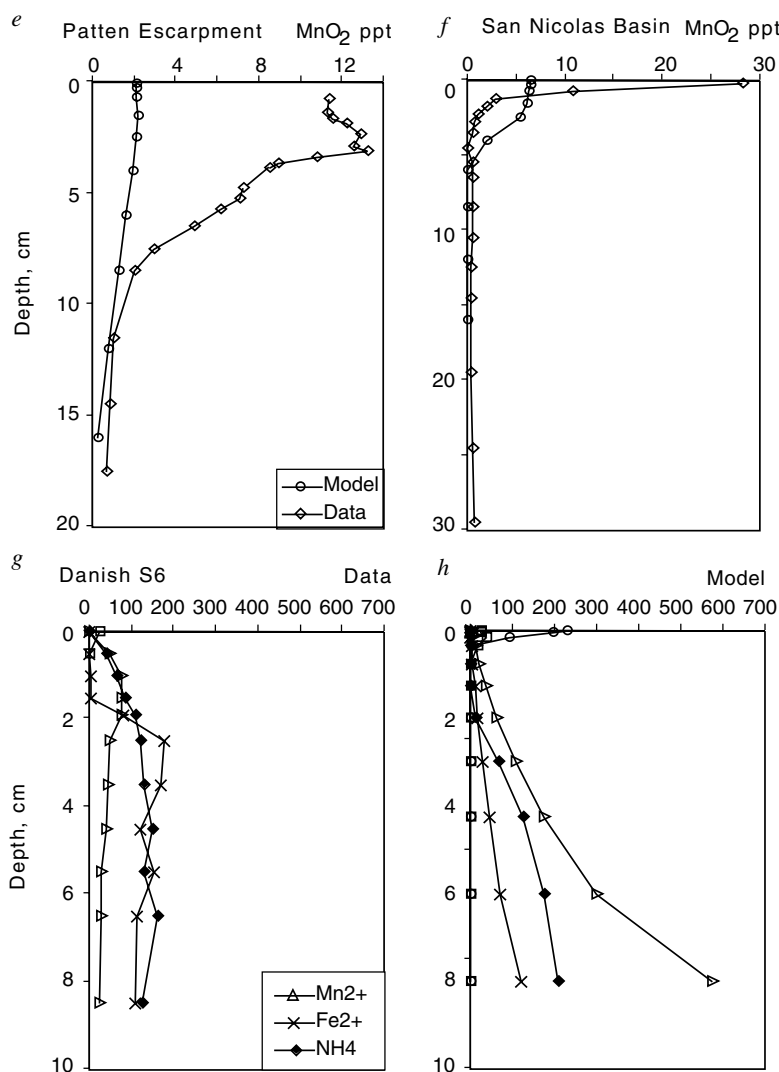 e Patten Escarpment MnO2 ppt
0 4 8 12
0
5
10
15
20
Depth, cm
Model
Data
f San Nicolas Basin MnO2 ppt
0 10 20 30
0
10
20
30
g Danish S6 Data
0 100 200 300 400 500 600 700
0
2
4
6
8
10
Depth, cm
Mn2+
Fe2+
NH4
h Model
0 100 200 300 400 500 600 700
0
2
4
6
8
10